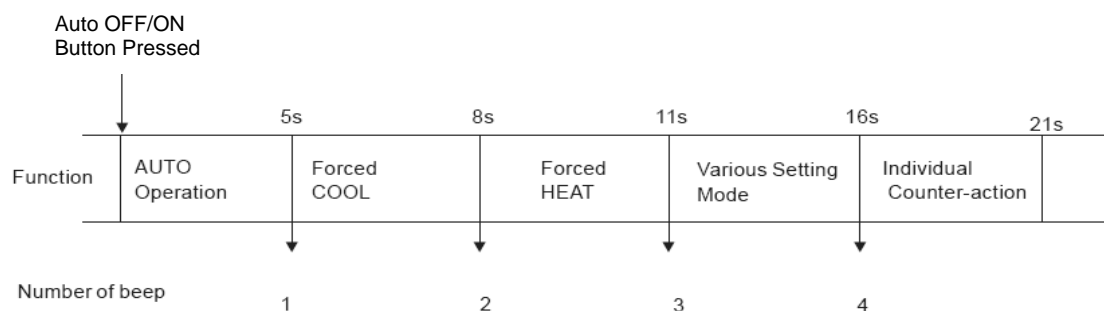 Auto OFF/ON
Button Pressed
5s
8s
11s
16s
21s
Function
AUTO
Operation
Forced
COOL
Forced
HEAT
Various Setting
Mode
Individual
Counter-action
Number of beep
1
2
3
4